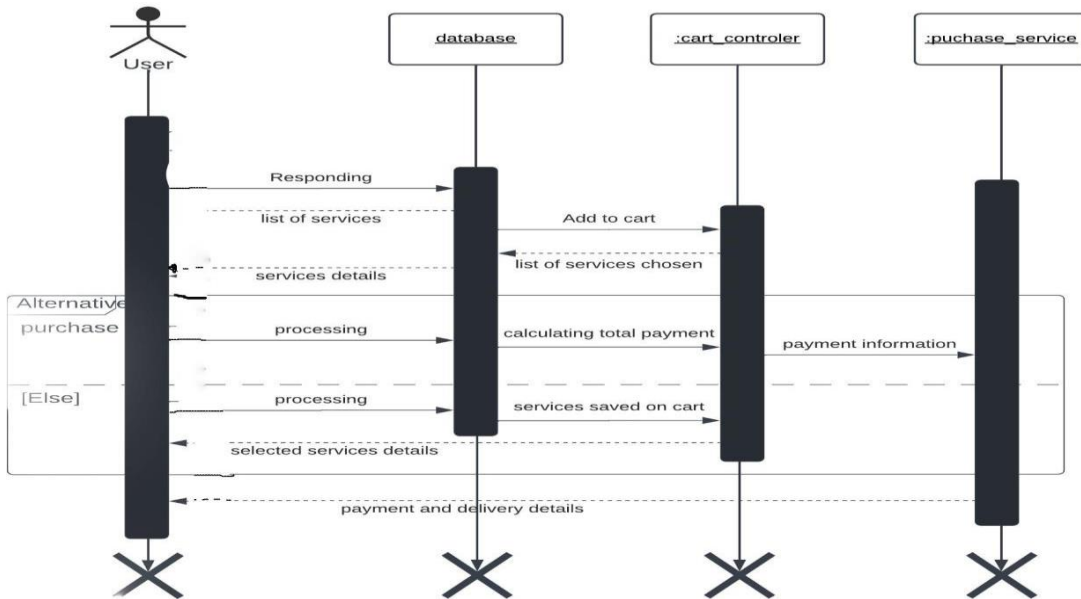 User
database
:cart_controler
:puchase_service
Responding
list of services
Add to cart
list of services chosen
services details
Alternative
purchase
processing
calculating total payment
payment information
[Else]
processing
services saved on cart
selected services details
payment and delivery details